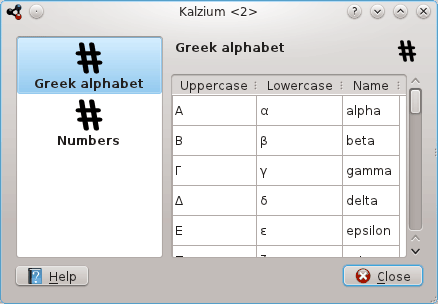 Kalzium <2>
Greek alphabet
Numbers
Greek alphabet
Uppercase Lowercase Name
Α α alpha
Β β beta
Γ γ gamma
Δ δ delta
Ε ε epsilon
Help Close